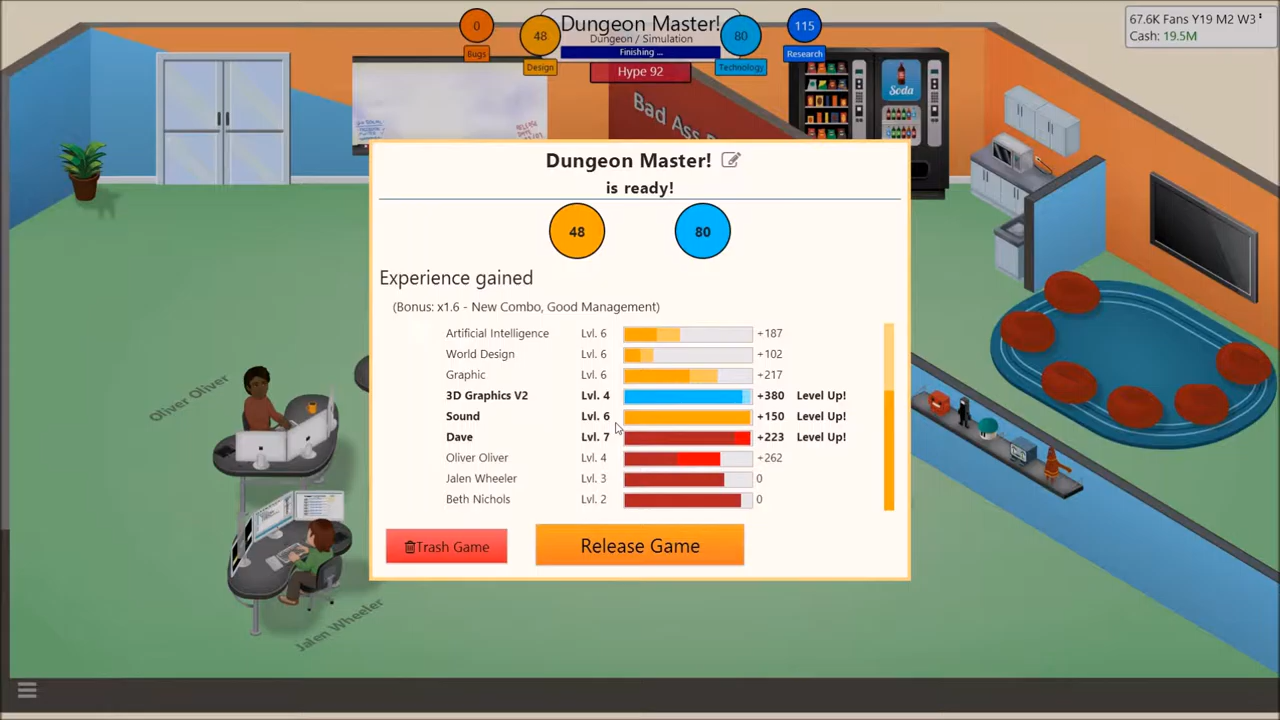 0
Bugs
48
Design
Dungeon Master!
Dungeon / Simulation
Finishing ...
Hype 92
80
Technology
115
Research
67.6K Fans Y19 M2 W3
Cash: 19.5M
Soda
Bad Ass
RELEASE
Dungeon Master!
is ready!
48
80
Experience gained
(Bonus: x1.6 - New Combo, Good Management)
Artificial Intelligence Lvl. 6 +187
World Design Lvl. 6 +102
Graphic Lvl. 6 +217
3D Graphics V2 Lvl. 4 +380 Level Up!
Sound Lvl. 6 +150 Level Up!
Dave Lvl. 7 +223 Level Up!
Oliver Oliver Lvl. 4 +262
Jalen Wheeler Lvl. 3 0
Beth Nichols Lvl. 2 0
Trash Game
Release Game
Oliver Oliver
Jalen Wheeler